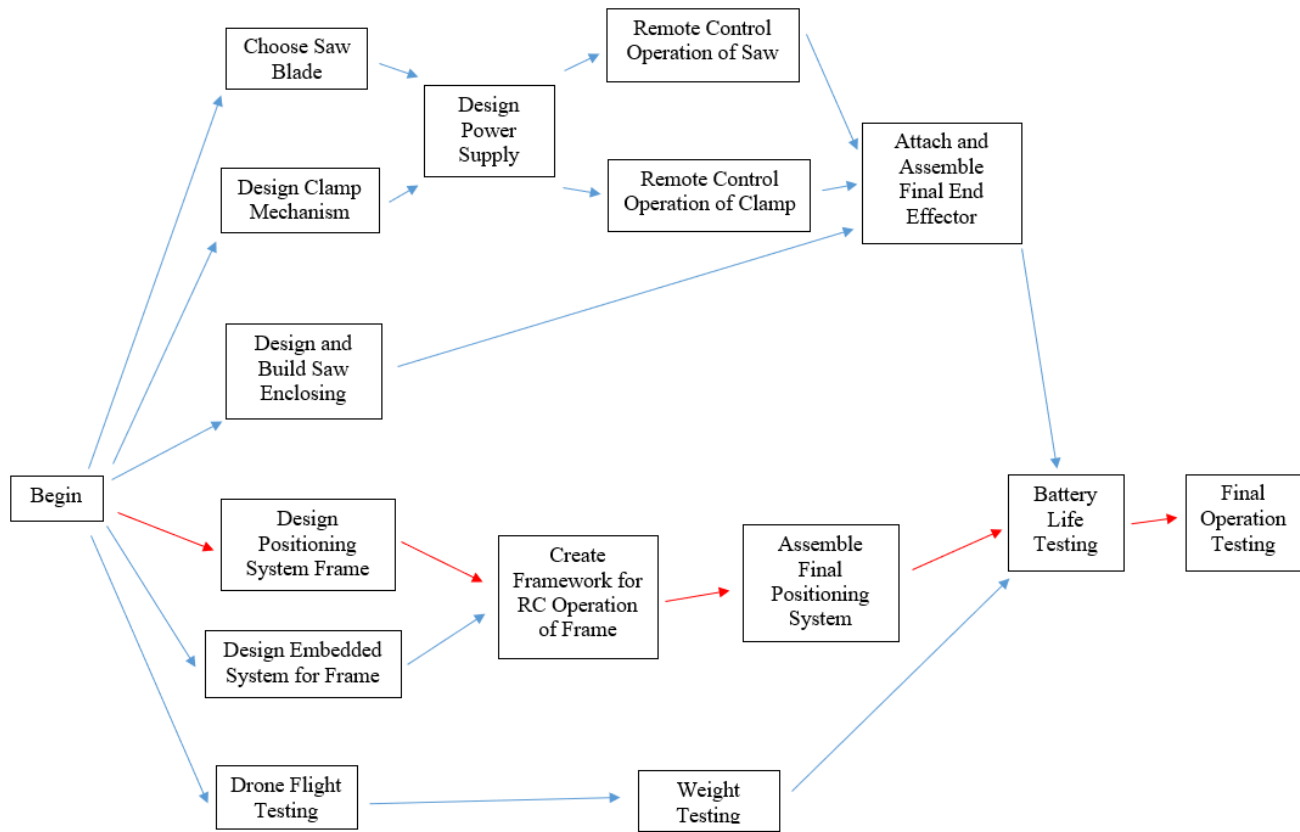 Choose Saw
Blade
Remote Control
Operation of Saw
Design
Power
Supply
Attach and
Assemble
Final End
Effector
Design Clamp
Mechanism
Remote Control
Operation of Clamp
Design and
Build Saw
Enclosing
Begin
Design
Positioning
System Frame
Create
Framework for
RC Operation
of Frame
Assemble
Final
Positioning
System
Battery
Life
Testing
Final
Operation
Testing
Design Embedded
System for Frame
Drone Flight
Testing
Weight
Testing